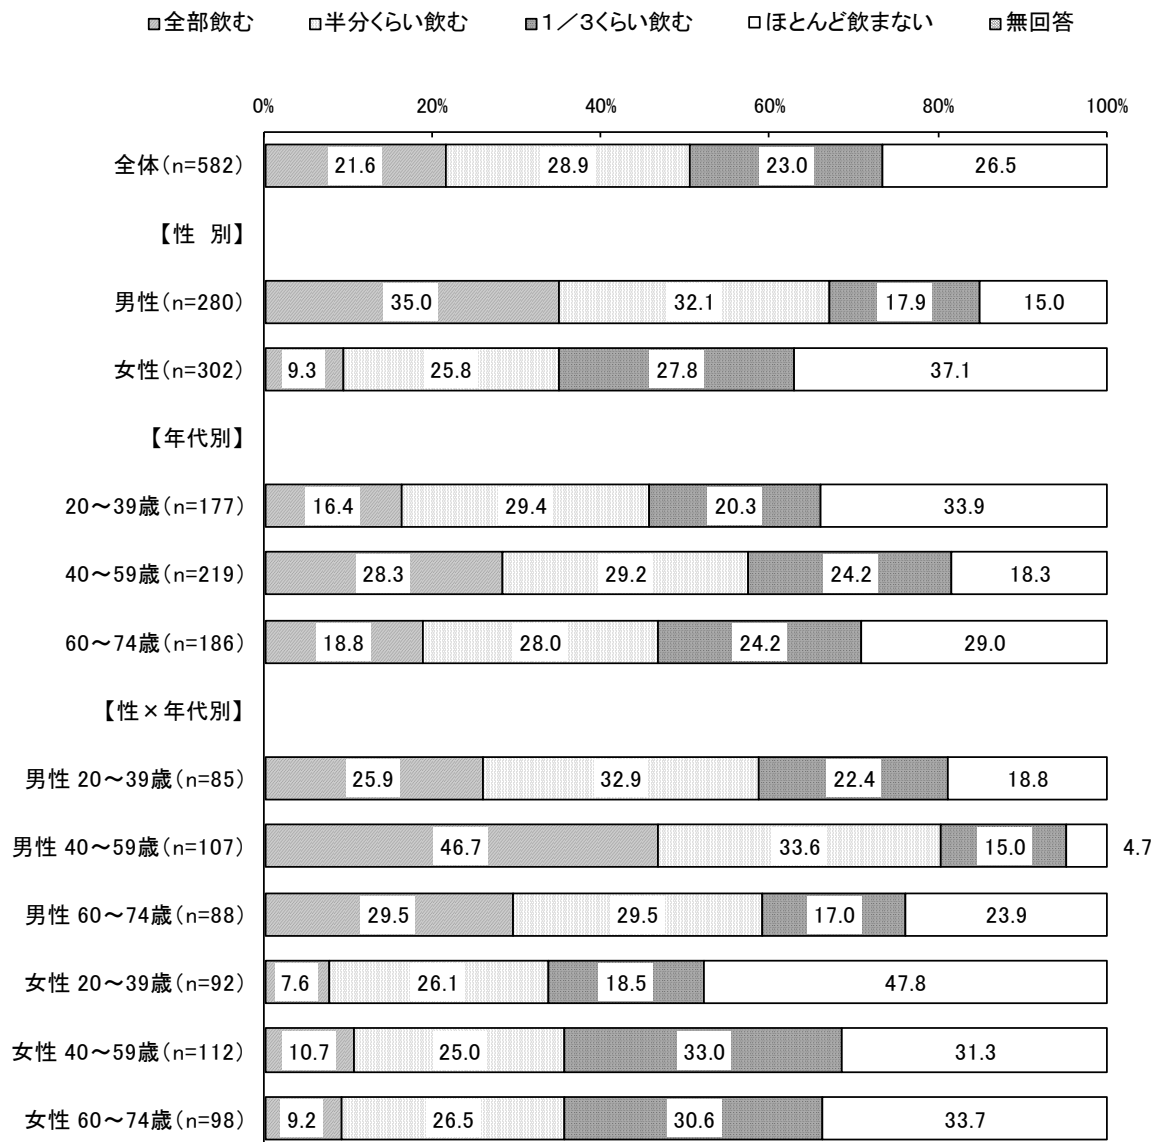 全部飲む 半分くらい飲む 1／3くらい飲む ほとんど飲まない 無回答
0% 20% 40% 60% 80% 100%
全体(n=582) 21.6 28.9 23.0 26.5
【性　別】
男性(n=280) 35.0 32.1 17.9 15.0
女性(n=302) 9.3 25.8 27.8 37.1
【年代別】
20～39歳(n=177) 16.4 29.4 20.3 33.9
40～59歳(n=219) 28.3 29.2 24.2 18.3
60～74歳(n=186) 18.8 28.0 24.2 29.0
【性×年代別】
男性 20～39歳(n=85) 25.9 32.9 22.4 18.8
男性 40～59歳(n=107) 46.7 33.6 15.0 4.7
男性 60～74歳(n=88) 29.5 29.5 17.0 23.9
女性 20～39歳(n=92) 7.6 26.1 18.5 47.8
女性 40～59歳(n=112) 10.7 25.0 33.0 31.3
女性 60～74歳(n=98) 9.2 26.5 30.6 33.7